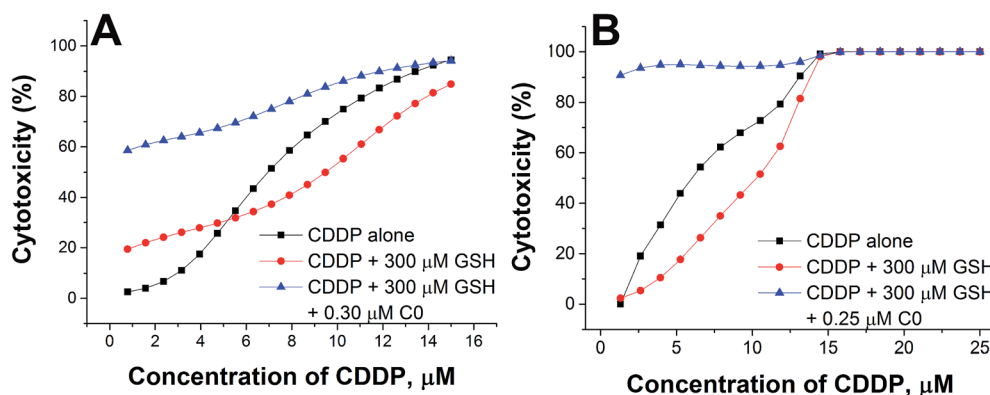 A
100
80
60
40
20
0
Cytotoxicity (%)
CDDP alone
CDDP + 300 μM GSH
CDDP + 300 μM GSH
+ 0.30 μM C0
0 2 4 6 8 10 12 14 16
Concentration of CDDP, μM
B
100
80
60
40
20
0
Cytotoxicity (%)
CDDP alone
CDDP + 300 μM GSH
CDDP + 300 μM GSH
+ 0.25 μM C0
0 5 10 15 20 25
Concentration of CDDP, μM